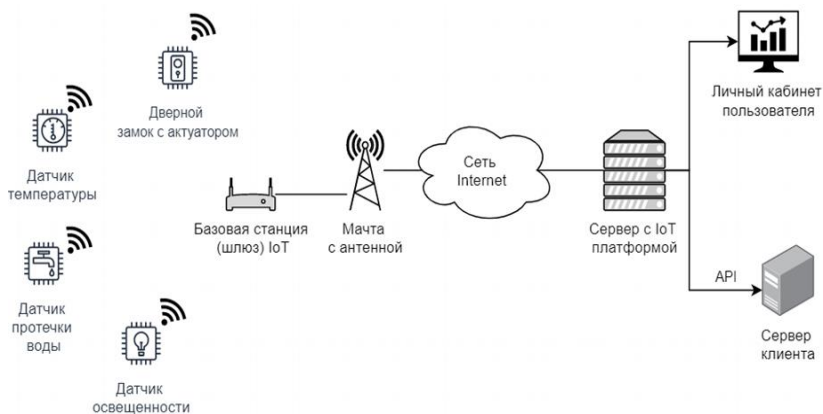 Дверной
замок с актуатором
Датчик
температуры
Датчик
протечки
воды
Датчик
освещенности
Базовая станция
(шлюз) IoT
Мачта
с антенной
Сеть
Internet
Сервер с IoT
платформой
Личный кабинет
пользователя
API
Сервер
клиента